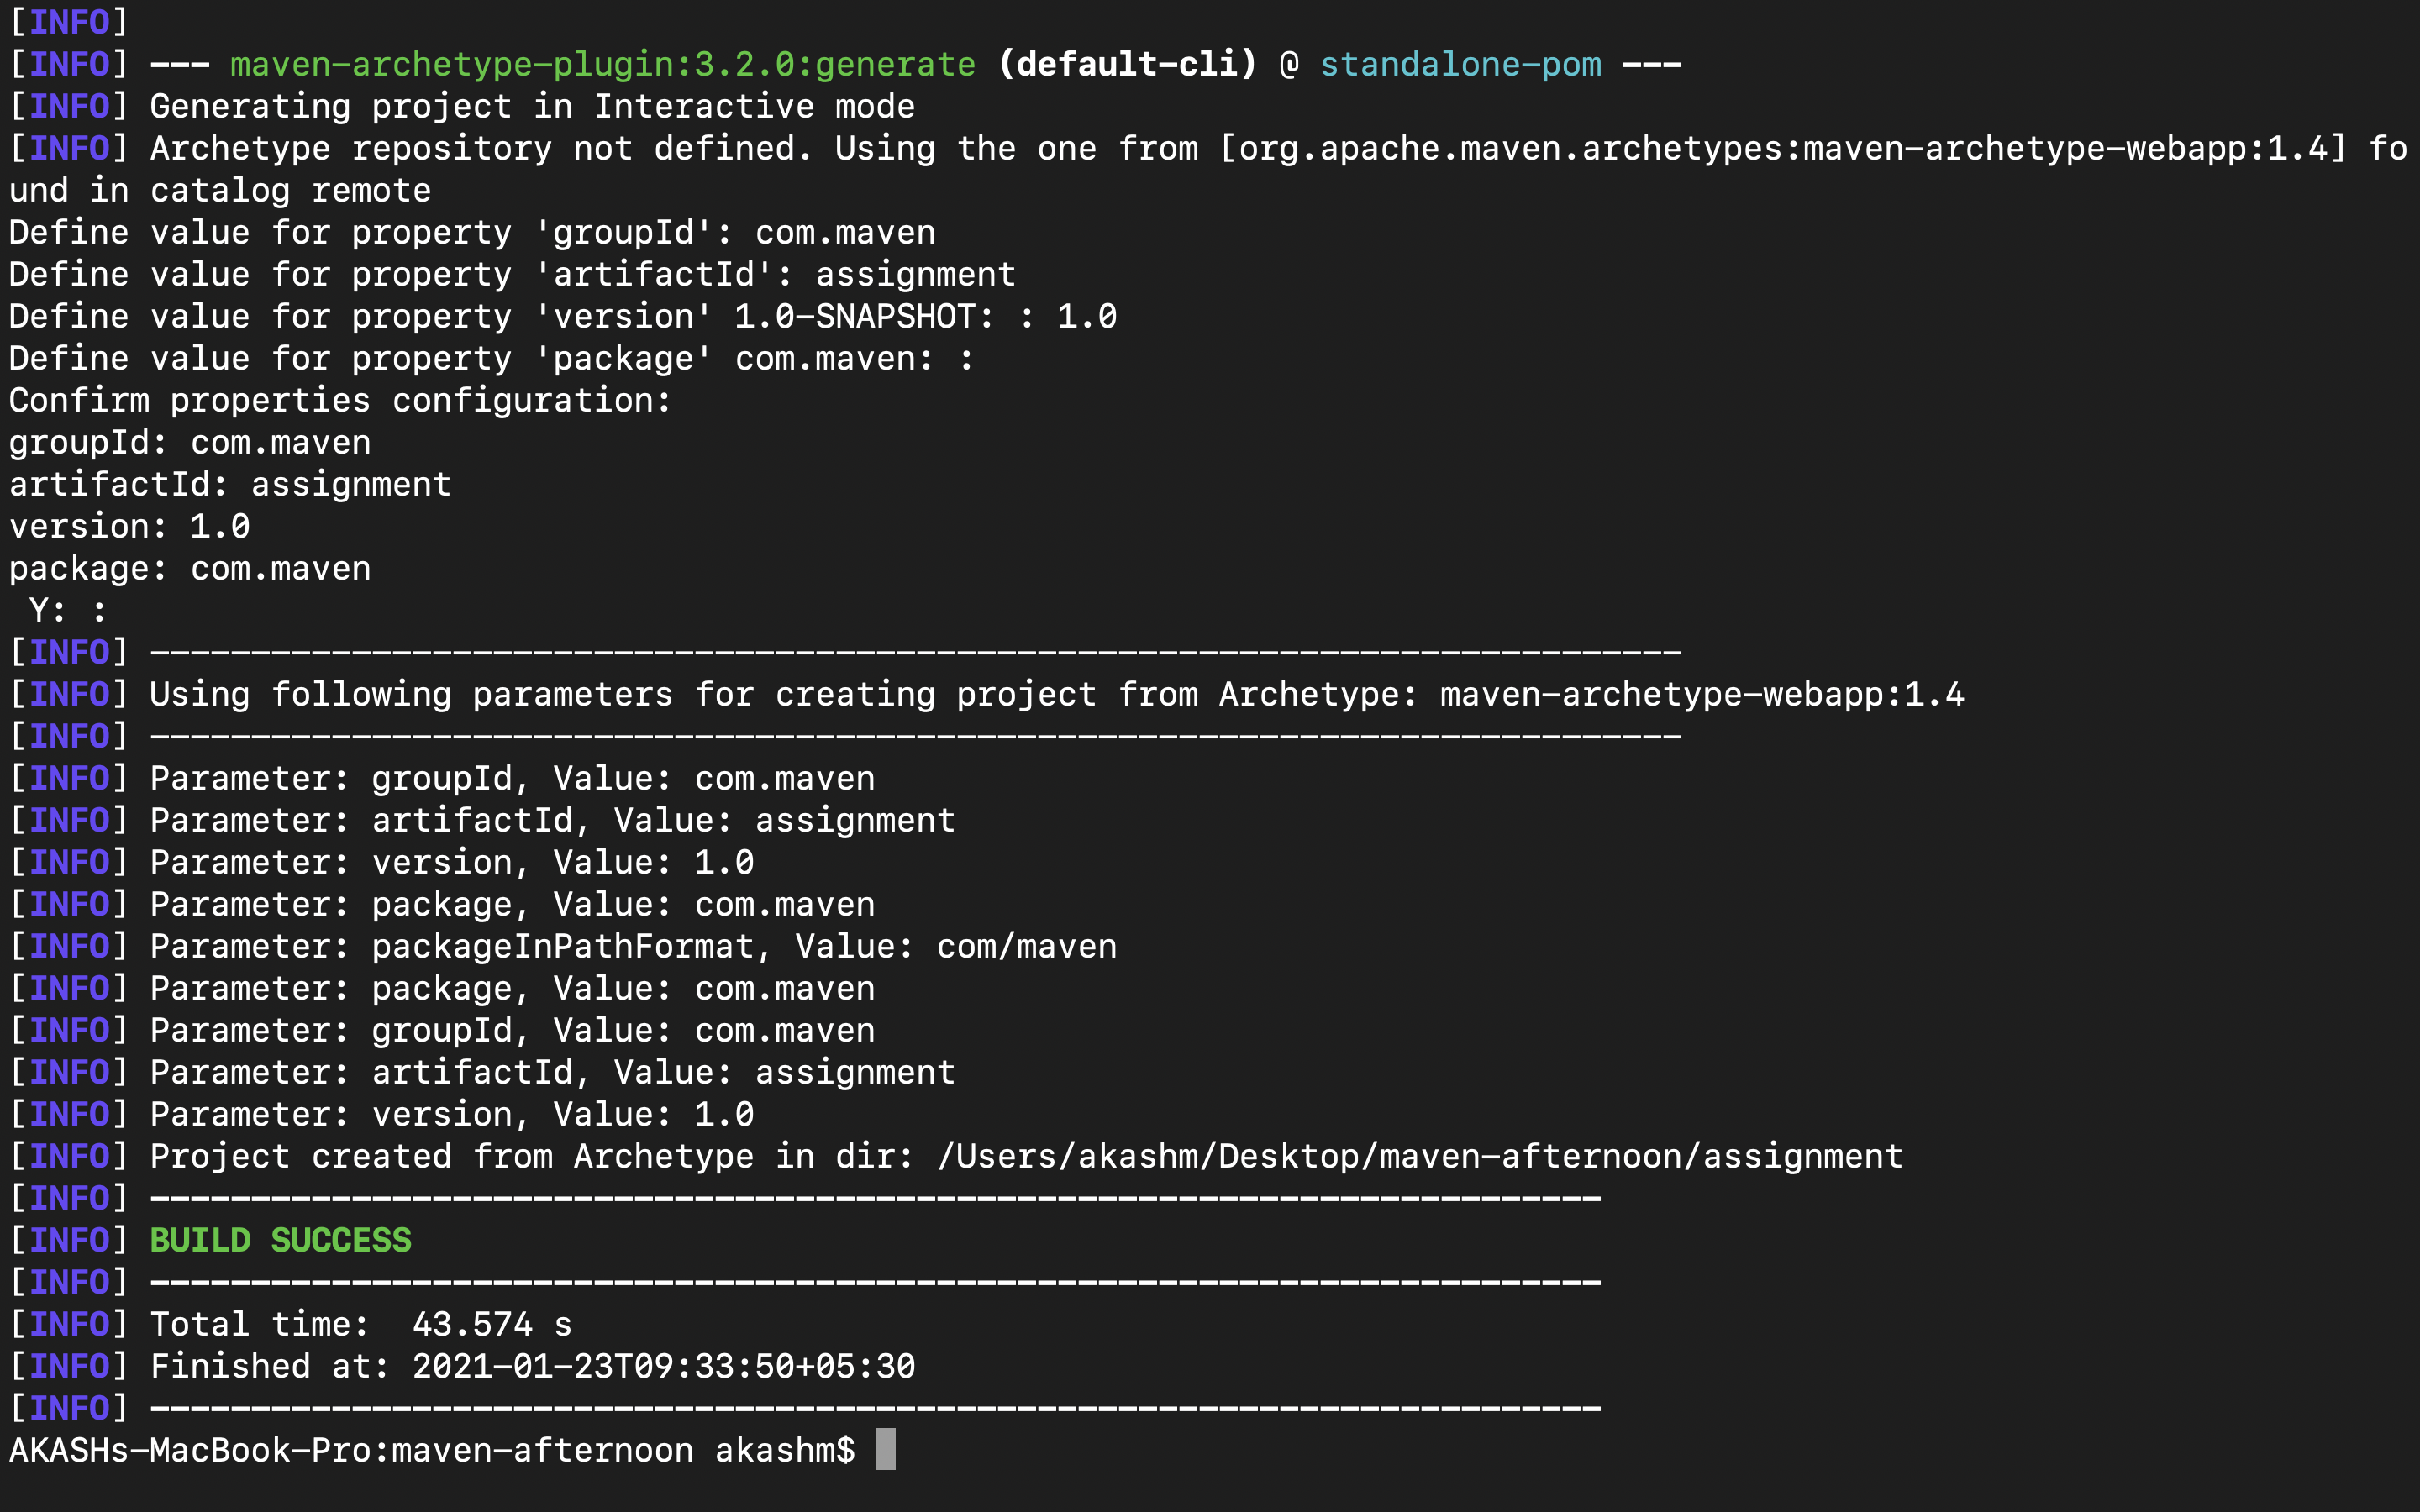 [INFO]
[INFO] --- maven-archetype-plugin:3.2.0:generate (default-cli) @ standalone-pom ---
[INFO] Generating project in Interactive mode
[INFO] Archetype repository not defined. Using the one from [org.apache.maven.archetypes:maven-archetype-webapp:1.4] fo
und in catalog remote
Define value for property 'groupId': com.maven
Define value for property 'artifactId': assignment
Define value for property 'version' 1.0-SNAPSHOT: : 1.0
Define value for property 'package' com.maven: :
Confirm properties configuration:
groupId: com.maven
artifactId: assignment
version: 1.0
package: com.maven
 Y: :
[INFO] ----------------------------------------------------------------------------
[INFO] Using following parameters for creating project from Archetype: maven-archetype-webapp:1.4
[INFO] ----------------------------------------------------------------------------
[INFO] Parameter: groupId, Value: com.maven
[INFO] Parameter: artifactId, Value: assignment
[INFO] Parameter: version, Value: 1.0
[INFO] Parameter: package, Value: com.maven
[INFO] Parameter: packageInPathFormat, Value: com/maven
[INFO] Parameter: package, Value: com.maven
[INFO] Parameter: groupId, Value: com.maven
[INFO] Parameter: artifactId, Value: assignment
[INFO] Parameter: version, Value: 1.0
[INFO] Project created from Archetype in dir: /Users/akashm/Desktop/maven-afternoon/assignment
[INFO] ------------------------------------------------------------------------
[INFO] BUILD SUCCESS
[INFO] ------------------------------------------------------------------------
[INFO] Total time:  43.574 s
[INFO] Finished at: 2021-01-23T09:33:50+05:30
[INFO] ------------------------------------------------------------------------
AKASHs-MacBook-Pro:maven-afternoon akashm$